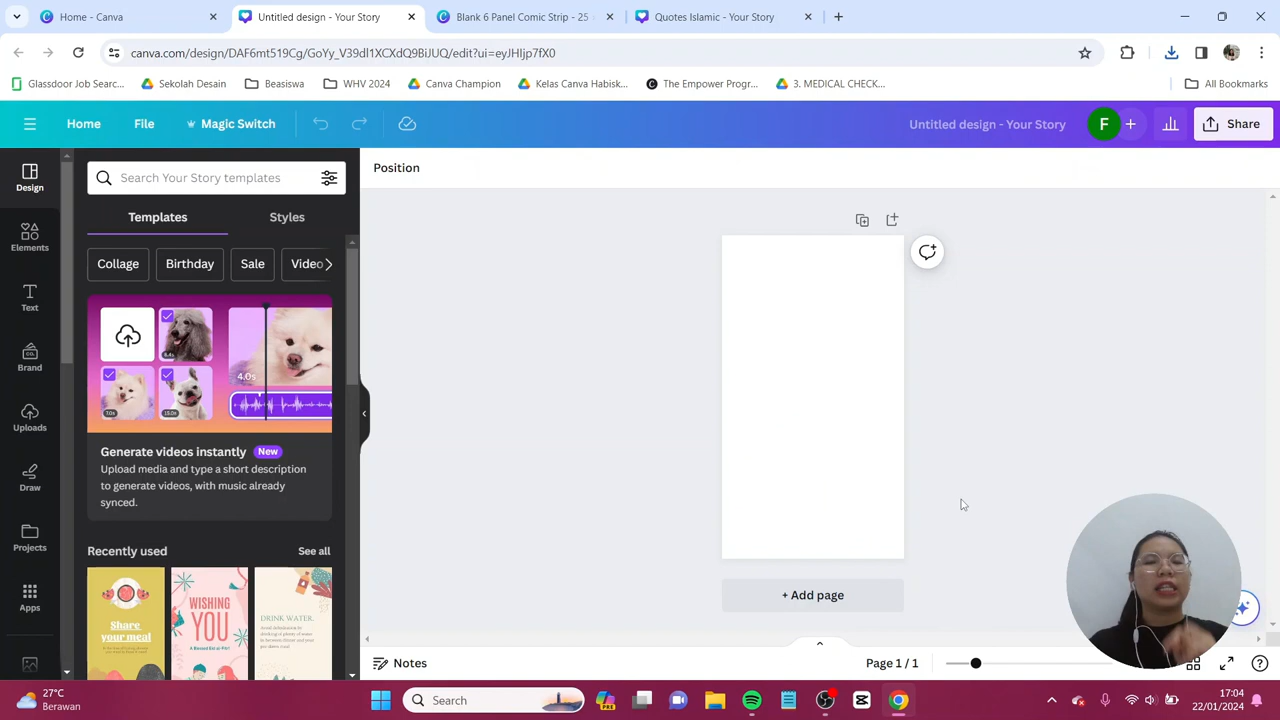 Home - Canva
Untitled design - Your Story
Blank 6 Panel Comic Strip - 25
Quotes Islamic - Your Story
canva.com/design/DAF6mt519Cg/GoYy_V39dl1XCXdQ9BiJUQ/edit?ui=eyJHIjp7fX0
Glassdoor Job Searc...
Sekolah Desain
Beasiswa
WHV 2024
Canva Champion
Kelas Canva Habisk...
The Empower Progr...
3. MEDICAL CHECK...
All Bookmarks
Home
File
Magic Switch
Untitled design - Your Story
F
Share
Design
Elements
Text
Brand
Uploads
Draw
Projects
Apps
Search Your Story templates
Templates
Styles
Collage
Birthday
Sale
Video
4.0s
Generate videos instantly
New
Upload media and type a short description
to generate videos, with music already
synced.
Recently used
See all
Share
your meal
WISHING
YOU
DRINK WATER.
Position
+ Add page
Notes
Page 1 / 1
27°C
Berawan
Search
17:04
22/01/2024